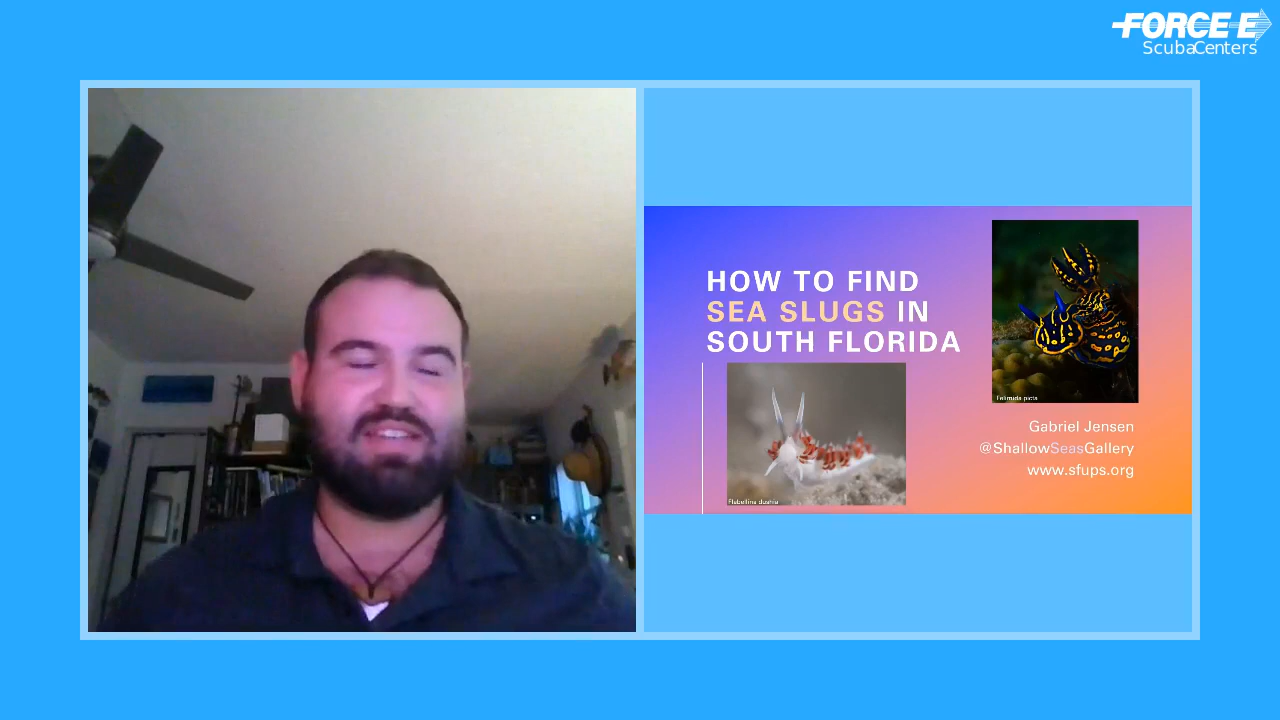 FORCE-E
ScubaCenters
HOW TO FIND
SEA SLUGS IN
SOUTH FLORIDA
Felimida picta
Flabellina dushia
Gabriel Jensen
@ShallowSeasGallery
www.sfups.org